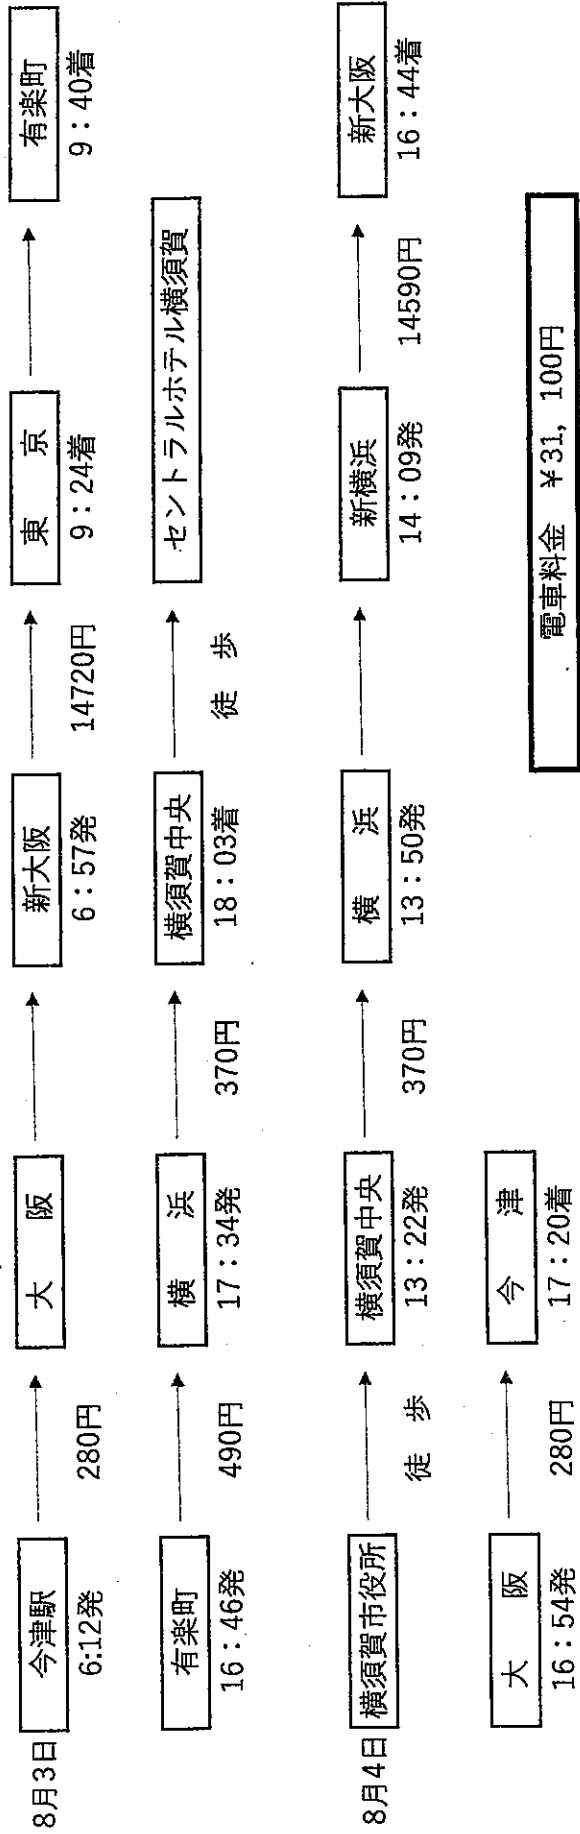 8月3日 今津駅 → 大 阪 → 新大阪 → 東 京 → 有楽町
6:12発 280円 6：57発 14720円 9：24着 9：40着
有楽町 → 横 浜 → 横須賀中央 → セントラルホテル横須賀
16：46発 490円 17：34発 370円 18：03着 徒 歩
8月4日 横須賀市役所 → 横須賀中央 → 横 浜 → 新横浜 → 新大阪
徒 歩 13：22発 370円 13：50発 14：09発 14590円 16：44着
大 阪 → 今 津
16：54発 280円 17：20着
電車料金 ￥31，100円